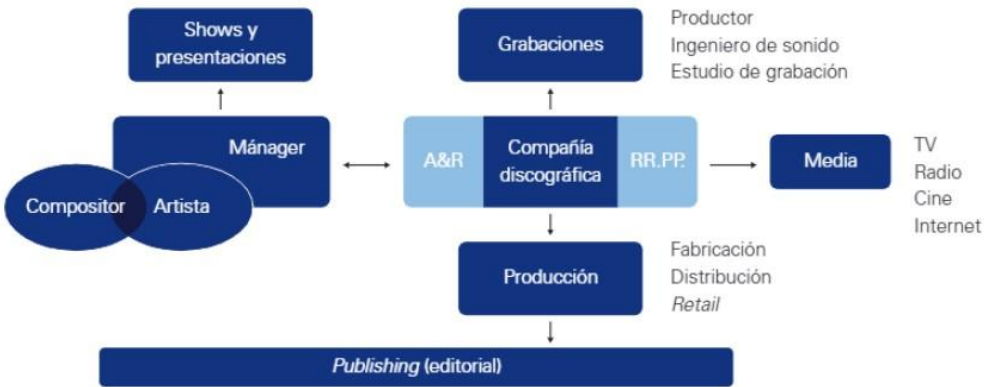 Shows y
presentaciones
Grabaciones
Productor
Ingeniero de sonido
Estudio de grabación
Mánager
Compositor
Artista
A&R
Compañía
discográfica
RR.PP.
Media
TV
Radio
Cine
Internet
Producción
Fabricación
Distribución
Retail
Publishing (editorial)